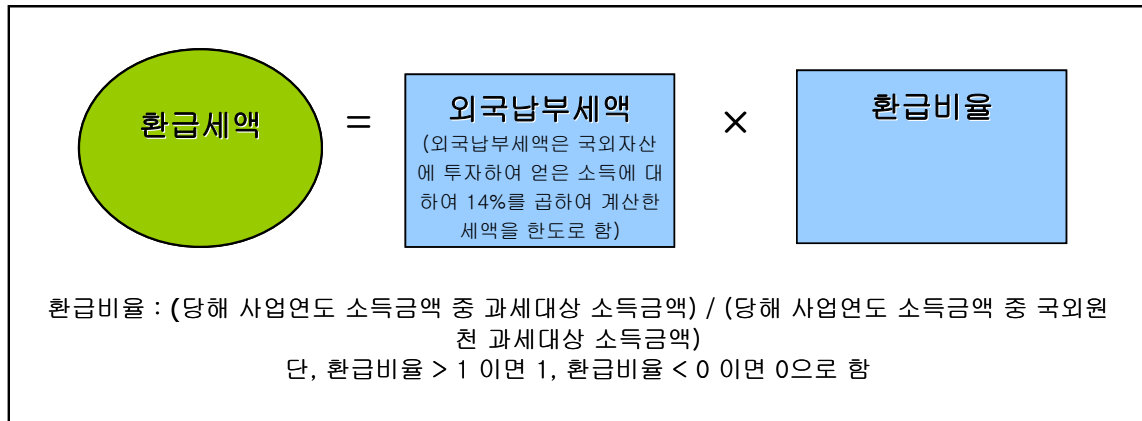 환급세액 = 외국납부세액 × 환급비율
(외국납부세액은 국외자산
에 투자하여 얻은 소득에 대
하여 14%를 곱하여 계산한
세액을 한도로 함)
환급비율 : (당해 사업연도 소득금액 중 과세대상 소득금액) / (당해 사업연도 소득금액 중 국외원
천 과세대상 소득금액)
단, 환급비율 > 1 이면 1, 환급비율 < 0 이면 0으로 함